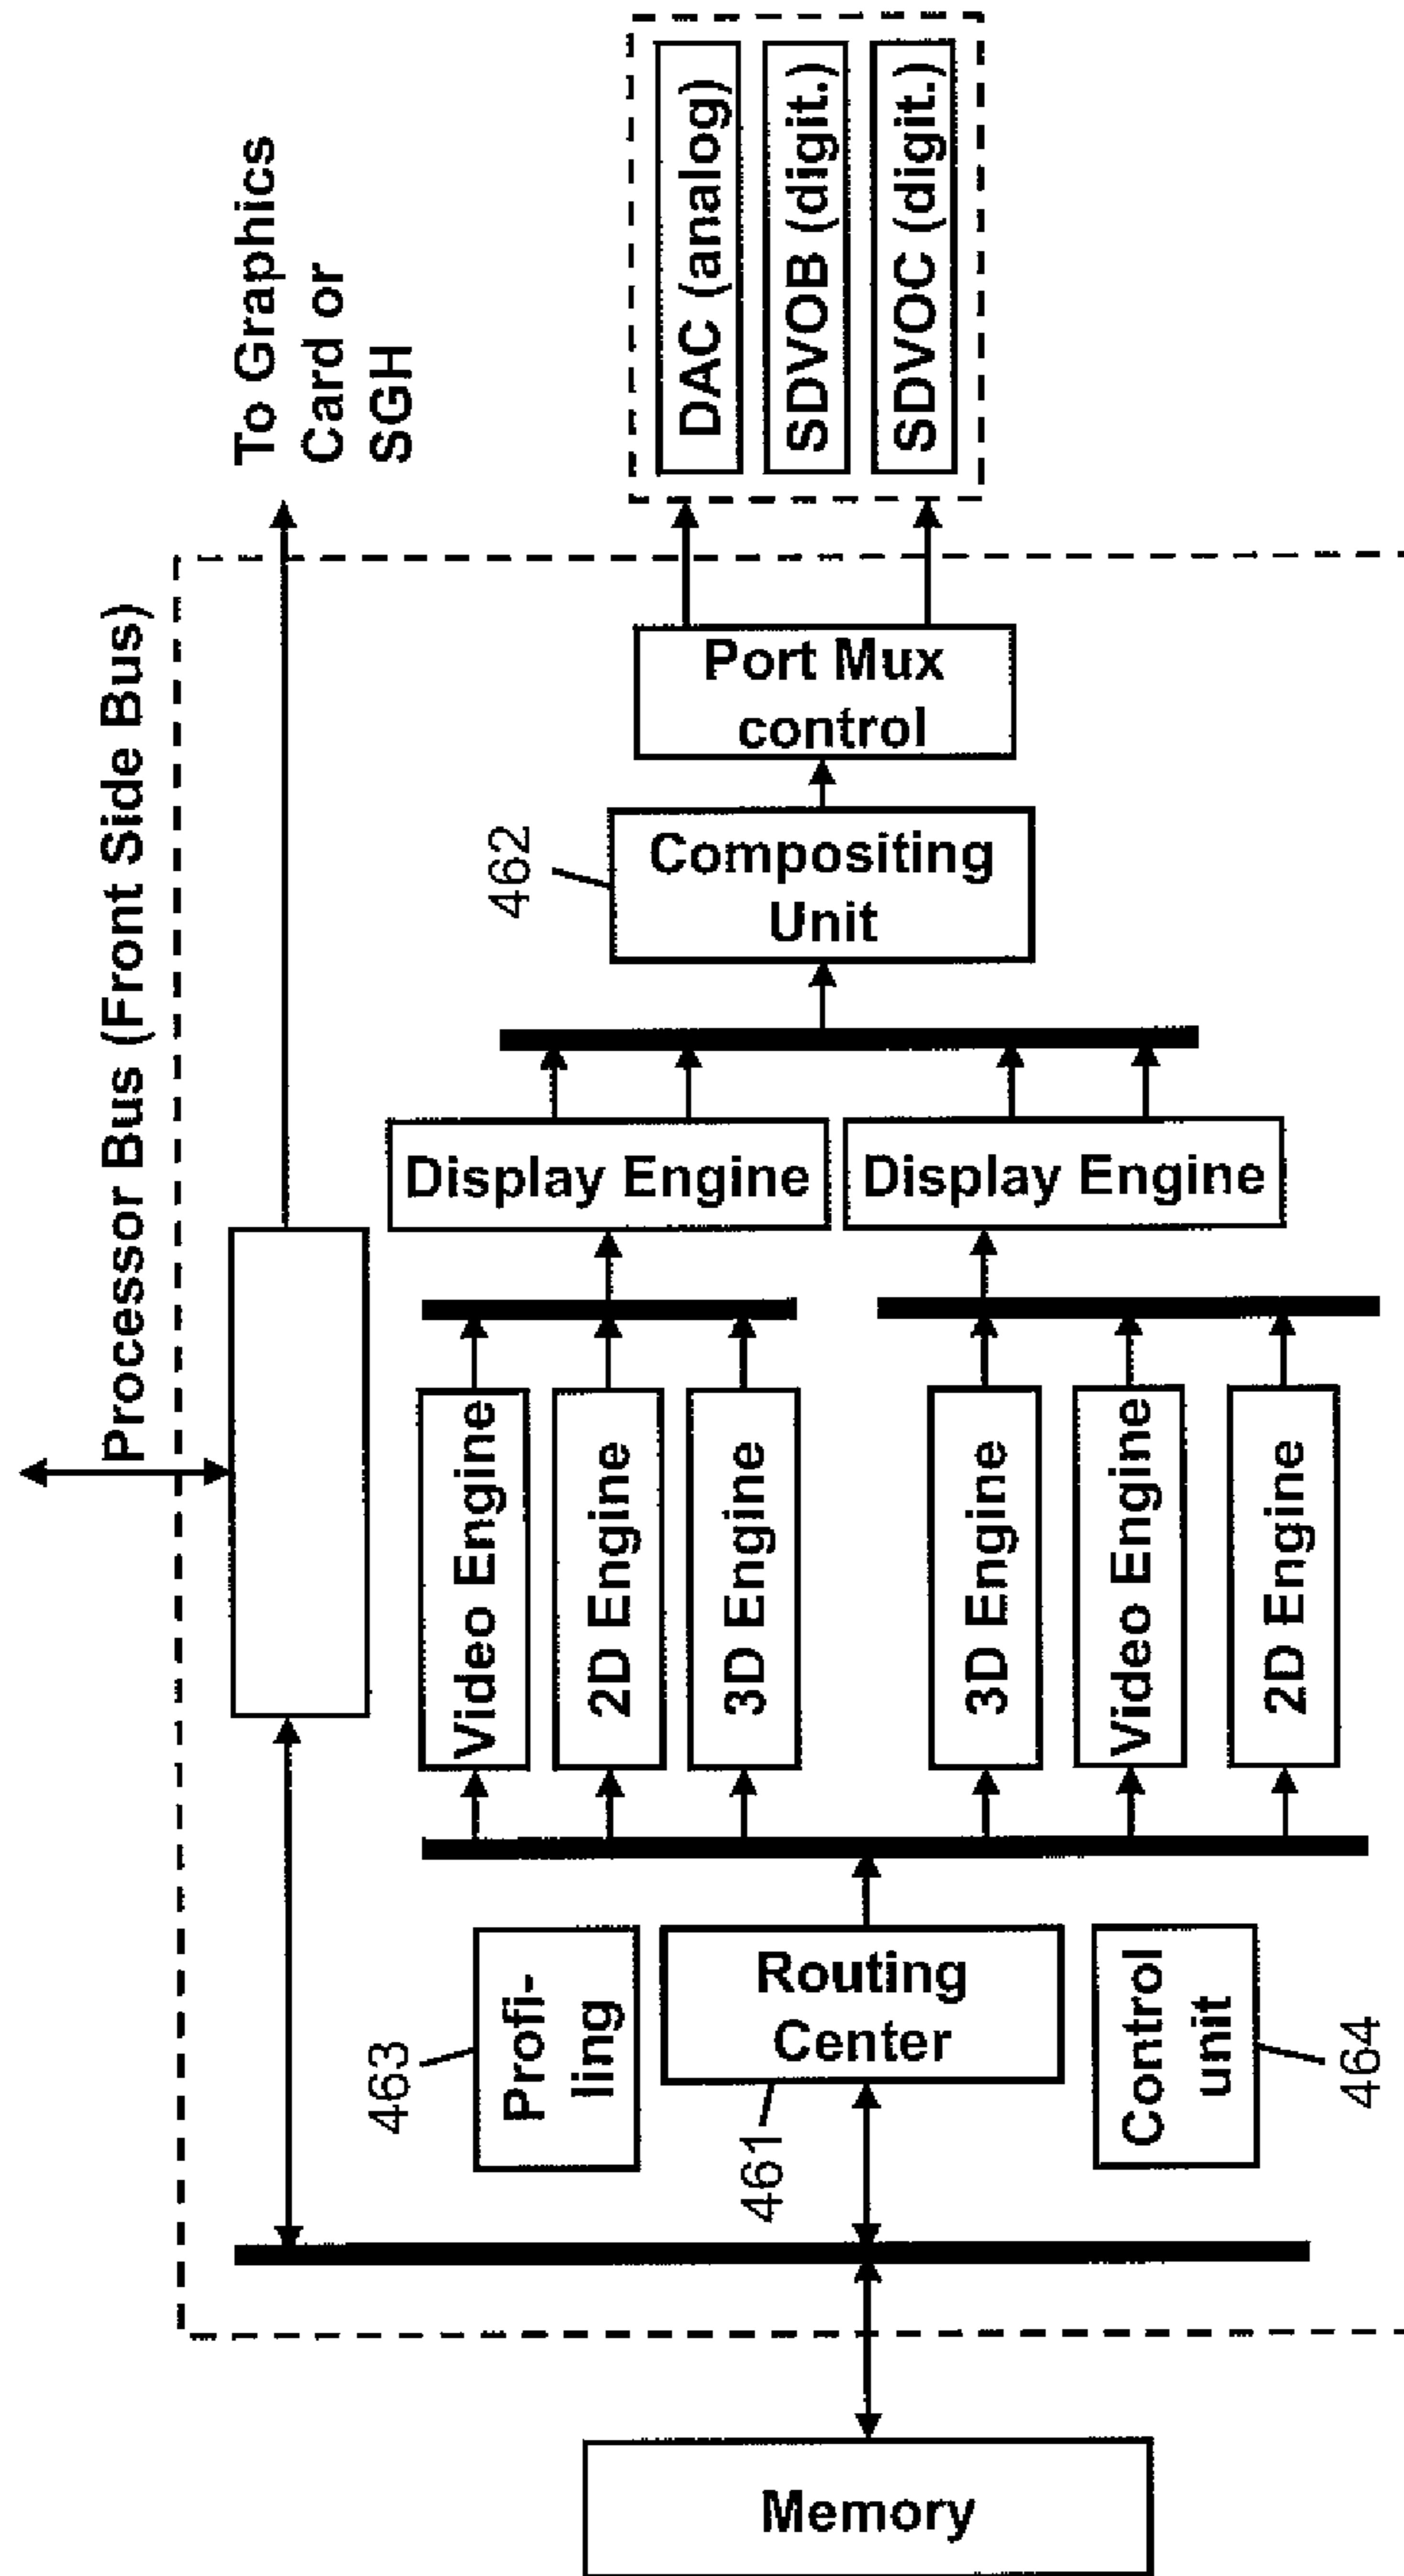 Processor Bus (Front Side Bus)
To Graphics
Card or
SGH
DAC (analog)
SDVOB (digit.)
SDVOC (digit.)
Port Mux
control
462
Compositing
Unit
Display Engine
Display Engine
Video Engine
2D Engine
3D Engine
3D Engine
Video Engine
2D Engine
463
Profi-
ling
461
Routing
Center
Control
unit
464
Memory